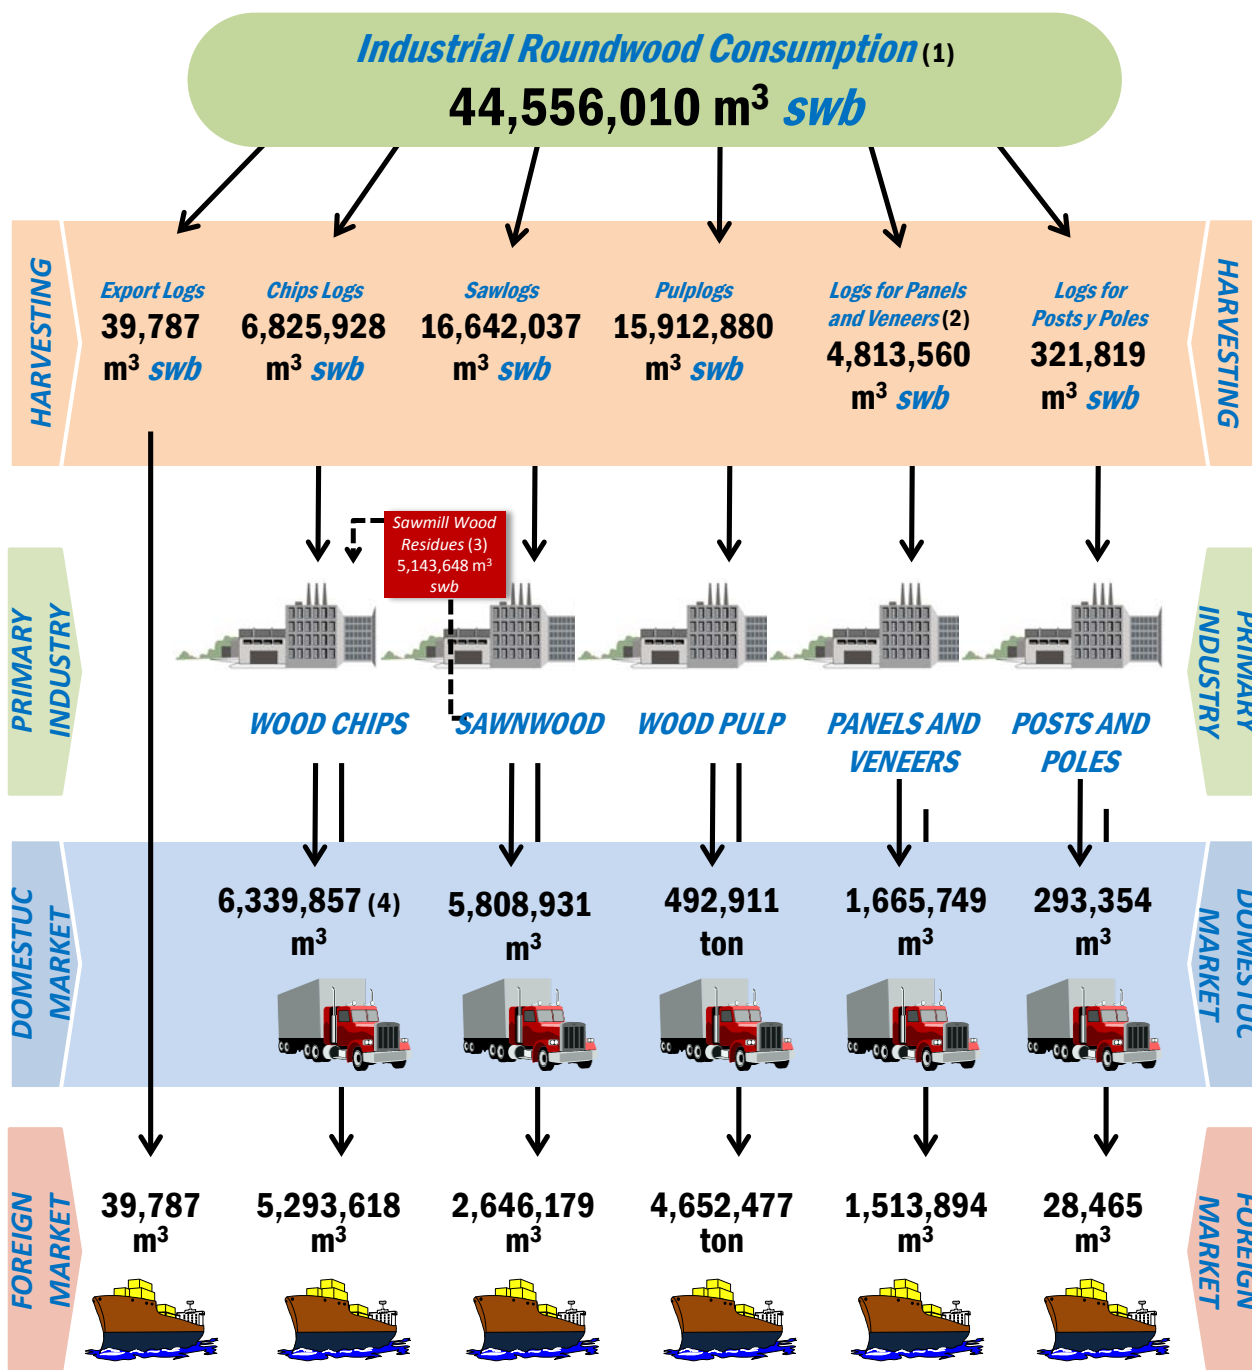 Industrial Roundwood Consumption (1)
44,556,010 m³ swb
HARVESTING
Export Logs
39,787
m³ swb
Chips Logs
6,825,928
m³ swb
Sawlogs
16,642,037
m³ swb
Pulplogs
15,912,880
m³ swb
Logs for Panels
and Veneers (2)
4,813,560
m³ swb
Logs for
Posts y Poles
321,819
m³ swb
HARVESTING
Sawmill Wood
Residues (3)
5,143,648 m³
swb
PRIMARY
INDUSTRY
WOOD CHIPS
SAWNWOOD
WOOD PULP
PANELS AND
VENEERS
POSTS AND
POLES
PRIMARY
INDUSTRY
DOMESTUC
MARKET
6,339,857 (4)
m³
5,808,931
m³
492,911
ton
1,665,749
m³
293,354
m³
DOMESTUC
MARKET
FOREIGN
MARKET
39,787
m³
5,293,618
m³
2,646,179
m³
4,652,477
ton
1,513,894
m³
28,465
m³
FOREIGN
MARKET